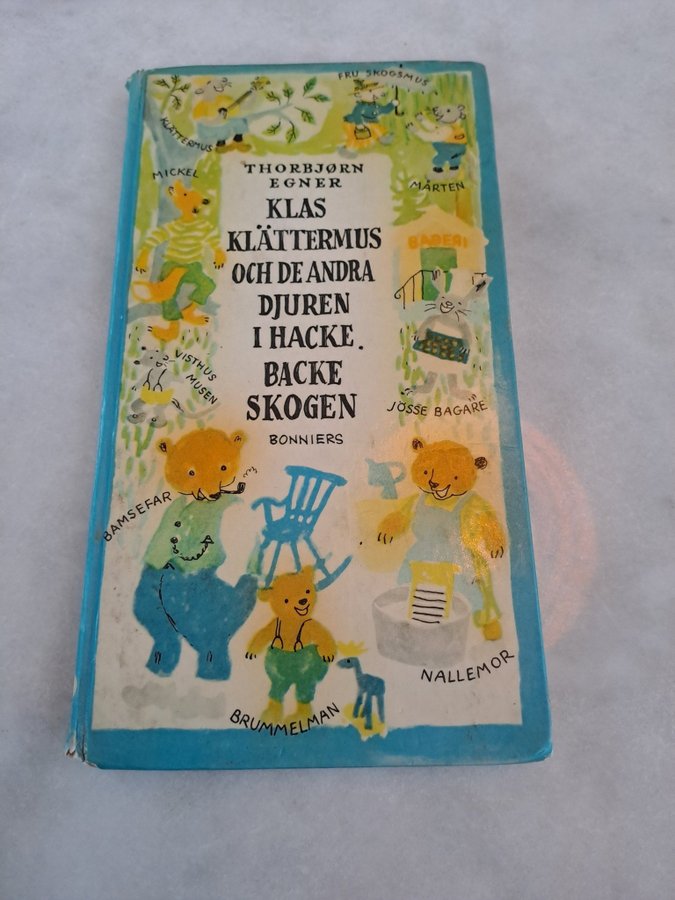 FRU SKOGSMUS
KLÄTTERMUS
MICKEL
MÅRTEN
THORBJØRN
EGNER
KLAS
KLÄTTERMUS
OCH DE ANDRA
DJUREN
I HACKE.
BACKE
SKOGEN
BONNIERS
BAGERI
VISTHUS
MUSEN
JÖSSE BAGARE
BAMSEFAR
NALLEMOR
BRUMMELMAN